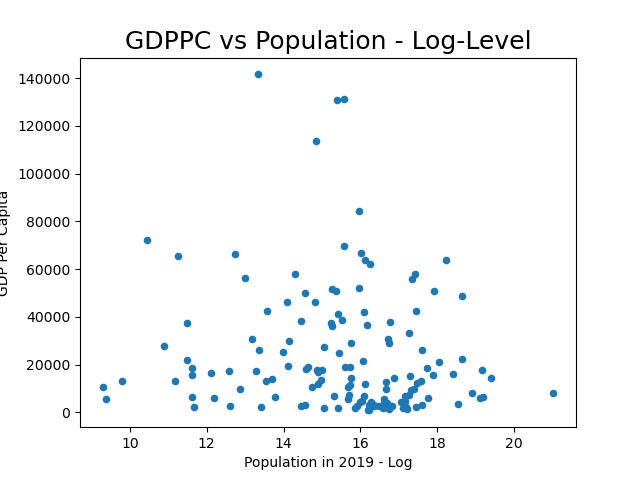 GDPPC vs Population - Log-Level
GDP Per Capita
140000
120000
100000
80000
60000
40000
20000
0
10 12 14 16 18 20
Population in 2019 - Log